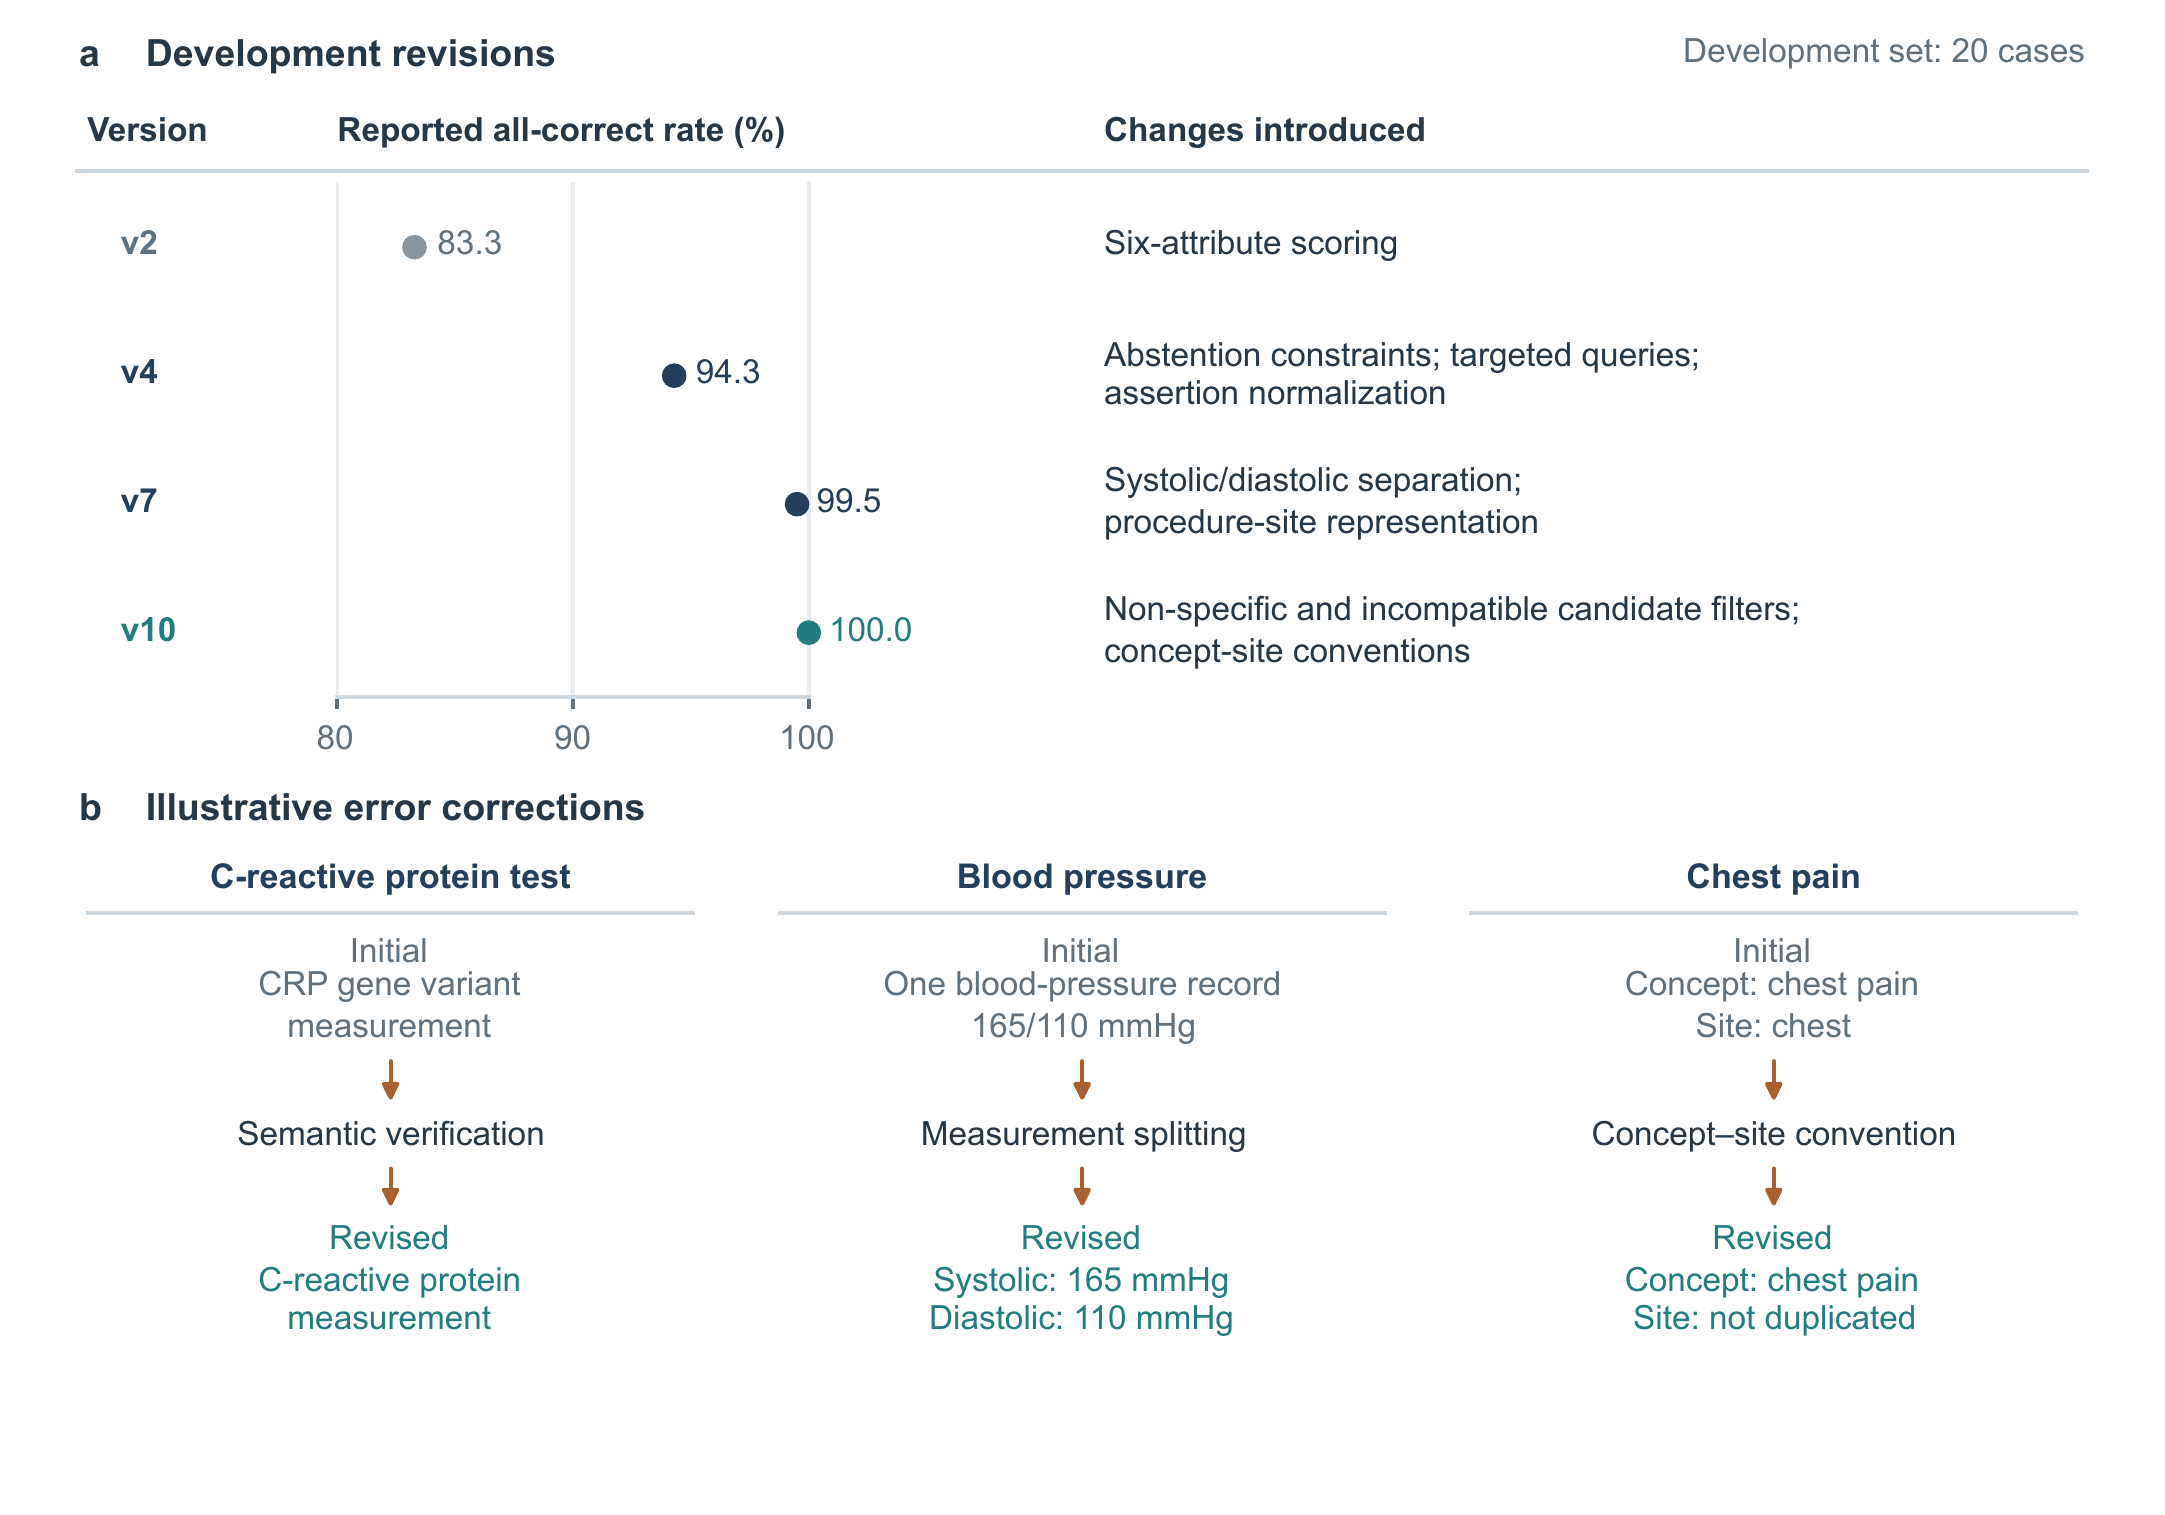 a Development revisions
Development set: 20 cases
Version Reported all-correct rate (%) Changes introduced
v2 83.3 Six-attribute scoring
v4 94.3 Abstention constraints; targeted queries;
assertion normalization
v7 99.5 Systolic/diastolic separation;
procedure-site representation
v10 100.0 Non-specific and incompatible candidate filters;
concept-site conventions
80 90 100
b Illustrative error corrections
C-reactive protein test
Initial
CRP gene variant
measurement
Semantic verification
Revised
C-reactive protein
measurement
Blood pressure
Initial
One blood-pressure record
165/110 mmHg
Measurement splitting
Revised
Systolic: 165 mmHg
Diastolic: 110 mmHg
Chest pain
Initial
Concept: chest pain
Site: chest
Concept–site convention
Revised
Concept: chest pain
Site: not duplicated